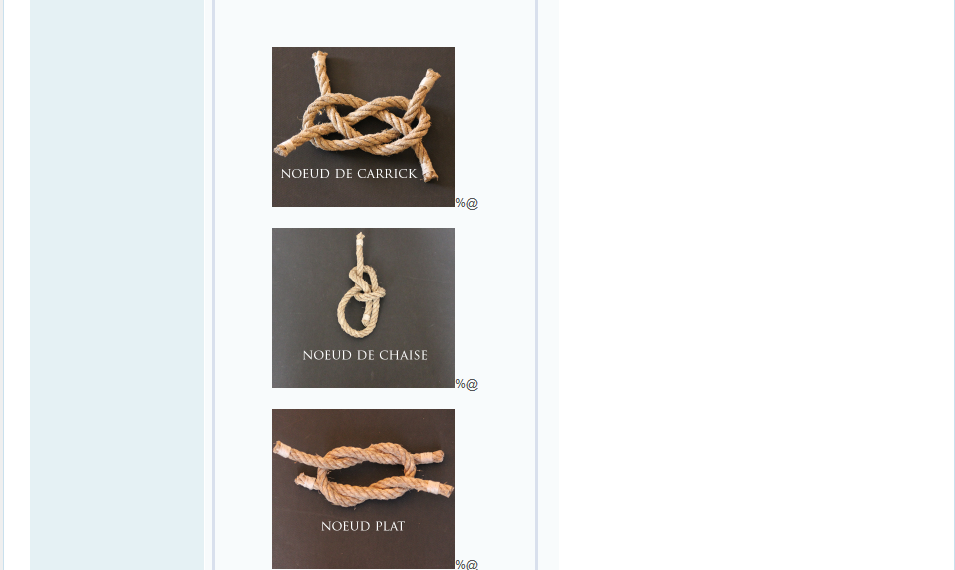 NOEUD DE CARRICK
%@
NOEUD DE CHAISE
%@
NOEUD PLAT
%@